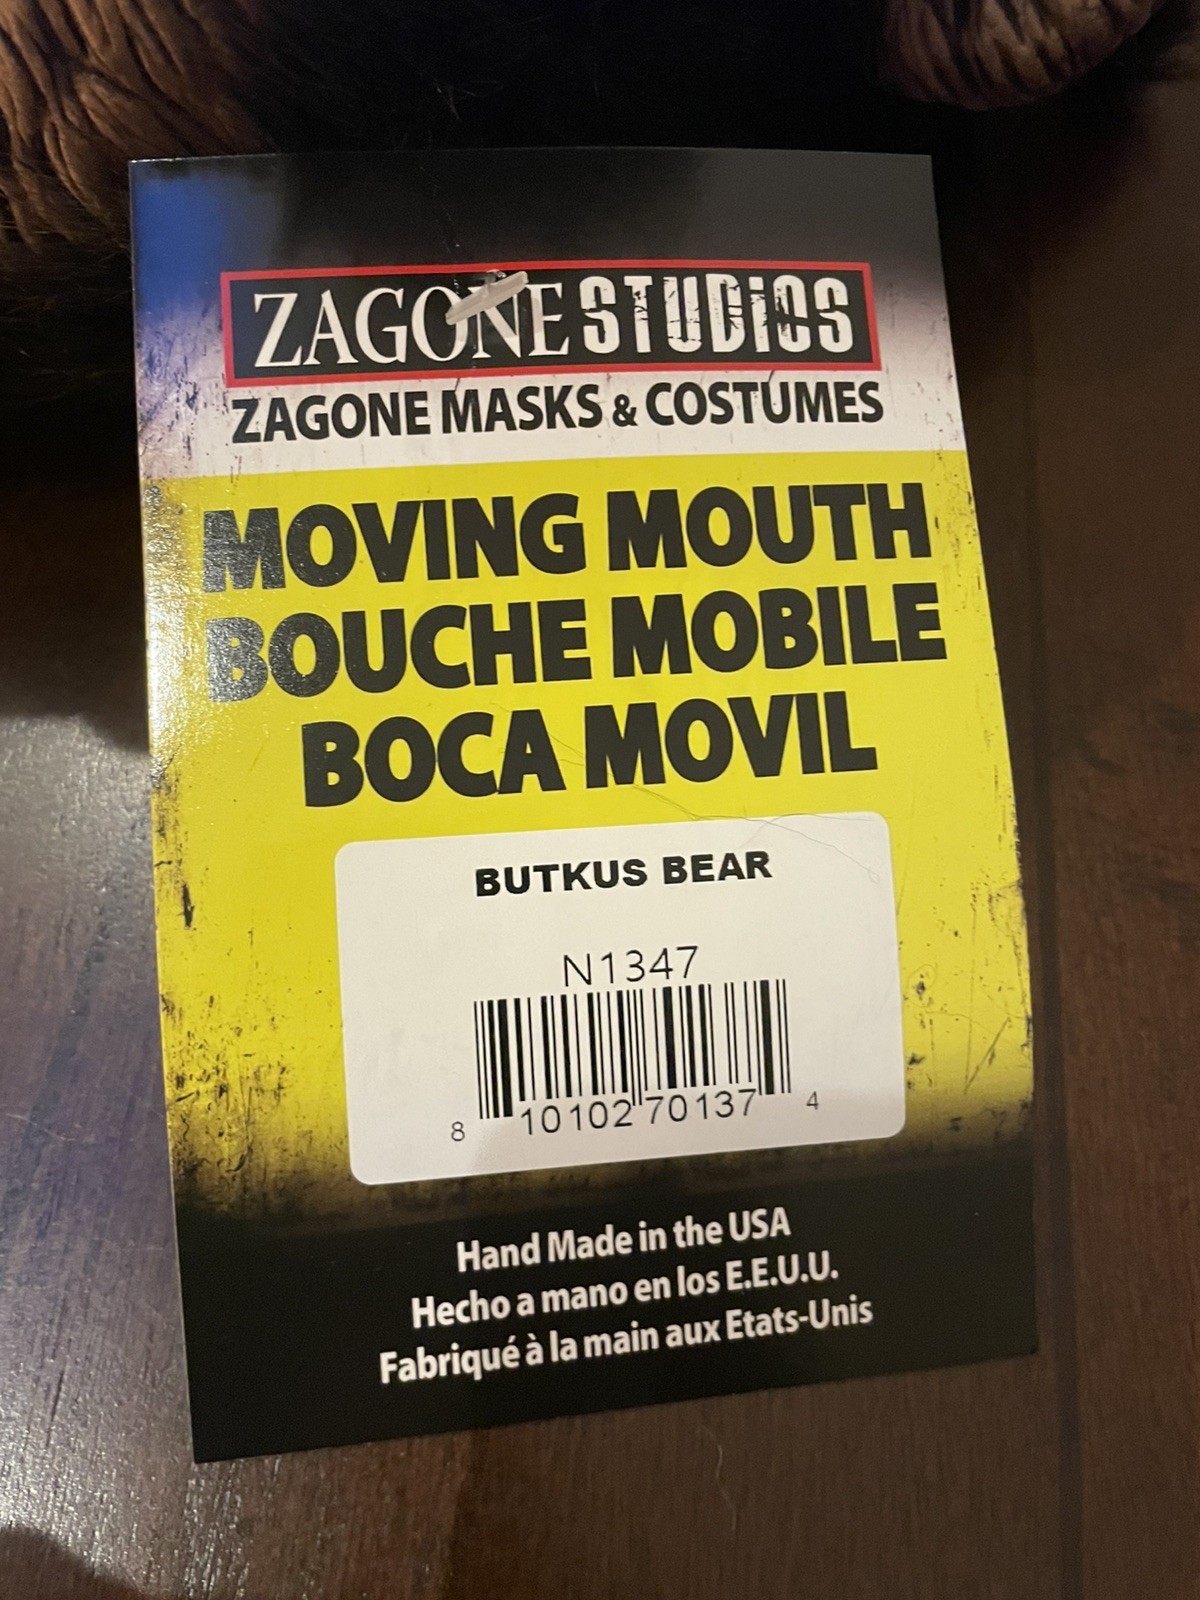 ZAGONE STUDiOS
ZAGONE MASKS & COSTUMES
MOVING MOUTH
BOUCHE MOBILE
BOCA MOVIL
BUTKUS BEAR
N1347
8 10102 70137 4
Hand Made in the USA
Hecho a mano en los E.E.U.U.
Fabriqué à la main aux Etats-Unis